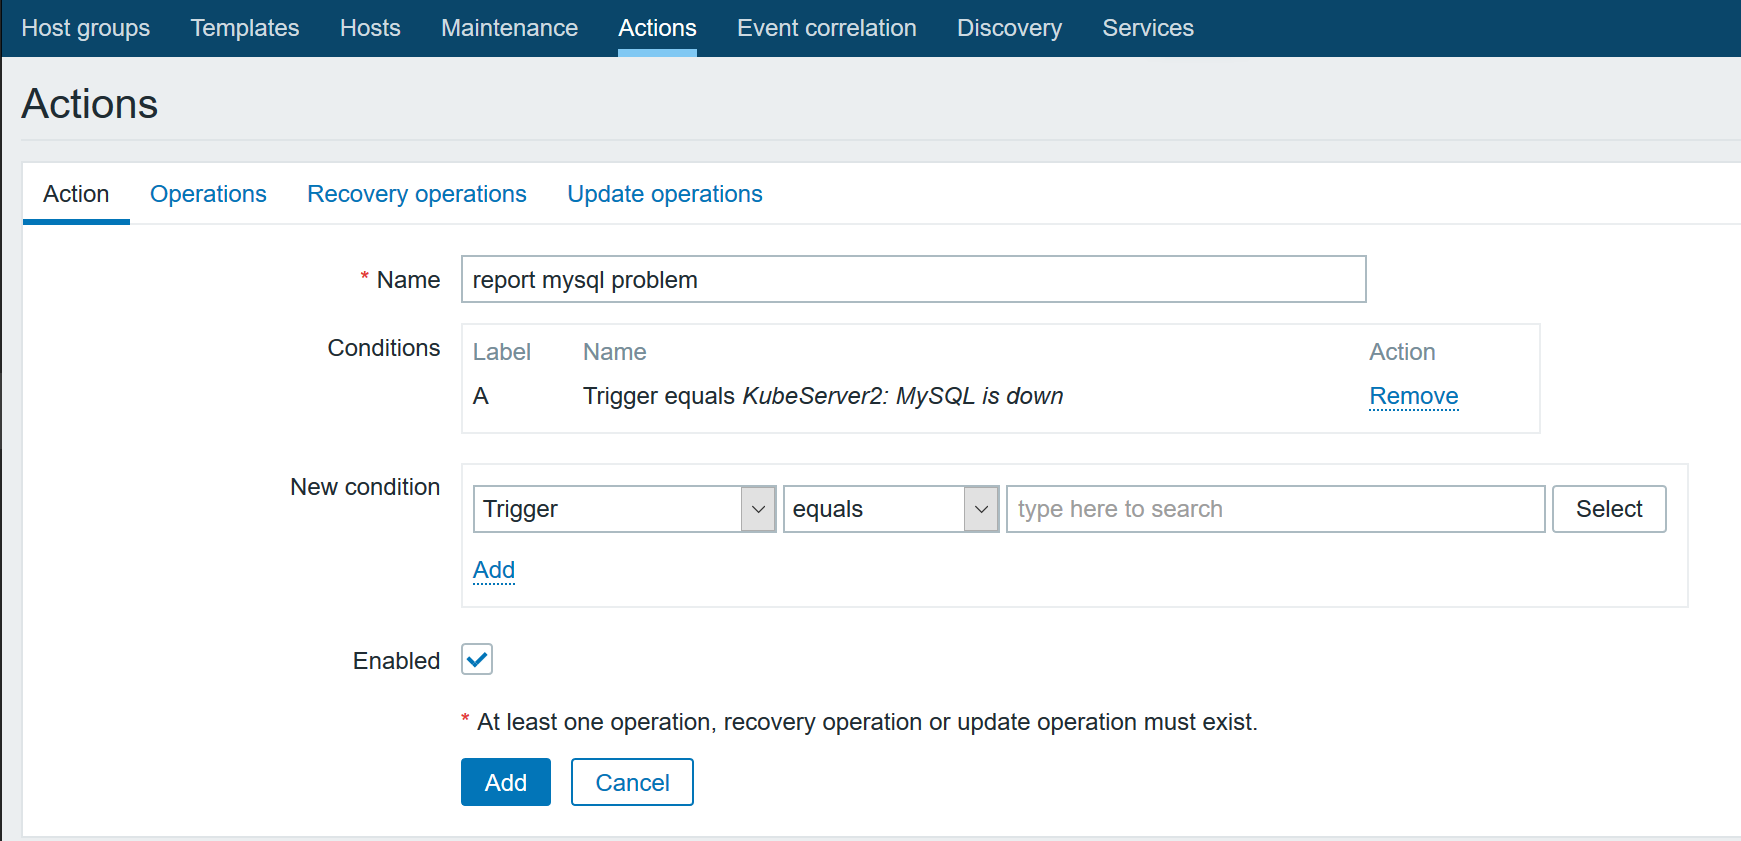 Host groups Templates Hosts Maintenance Actions Event correlation Discovery Services
Actions
Action Operations Recovery operations Update operations
* Name report mysql problem
Conditions Label Name Action
A Trigger equals KubeServer2: MySQL is down Remove
New condition Trigger equals type here to search Select
Add
Enabled
* At least one operation, recovery operation or update operation must exist.
Add Cancel